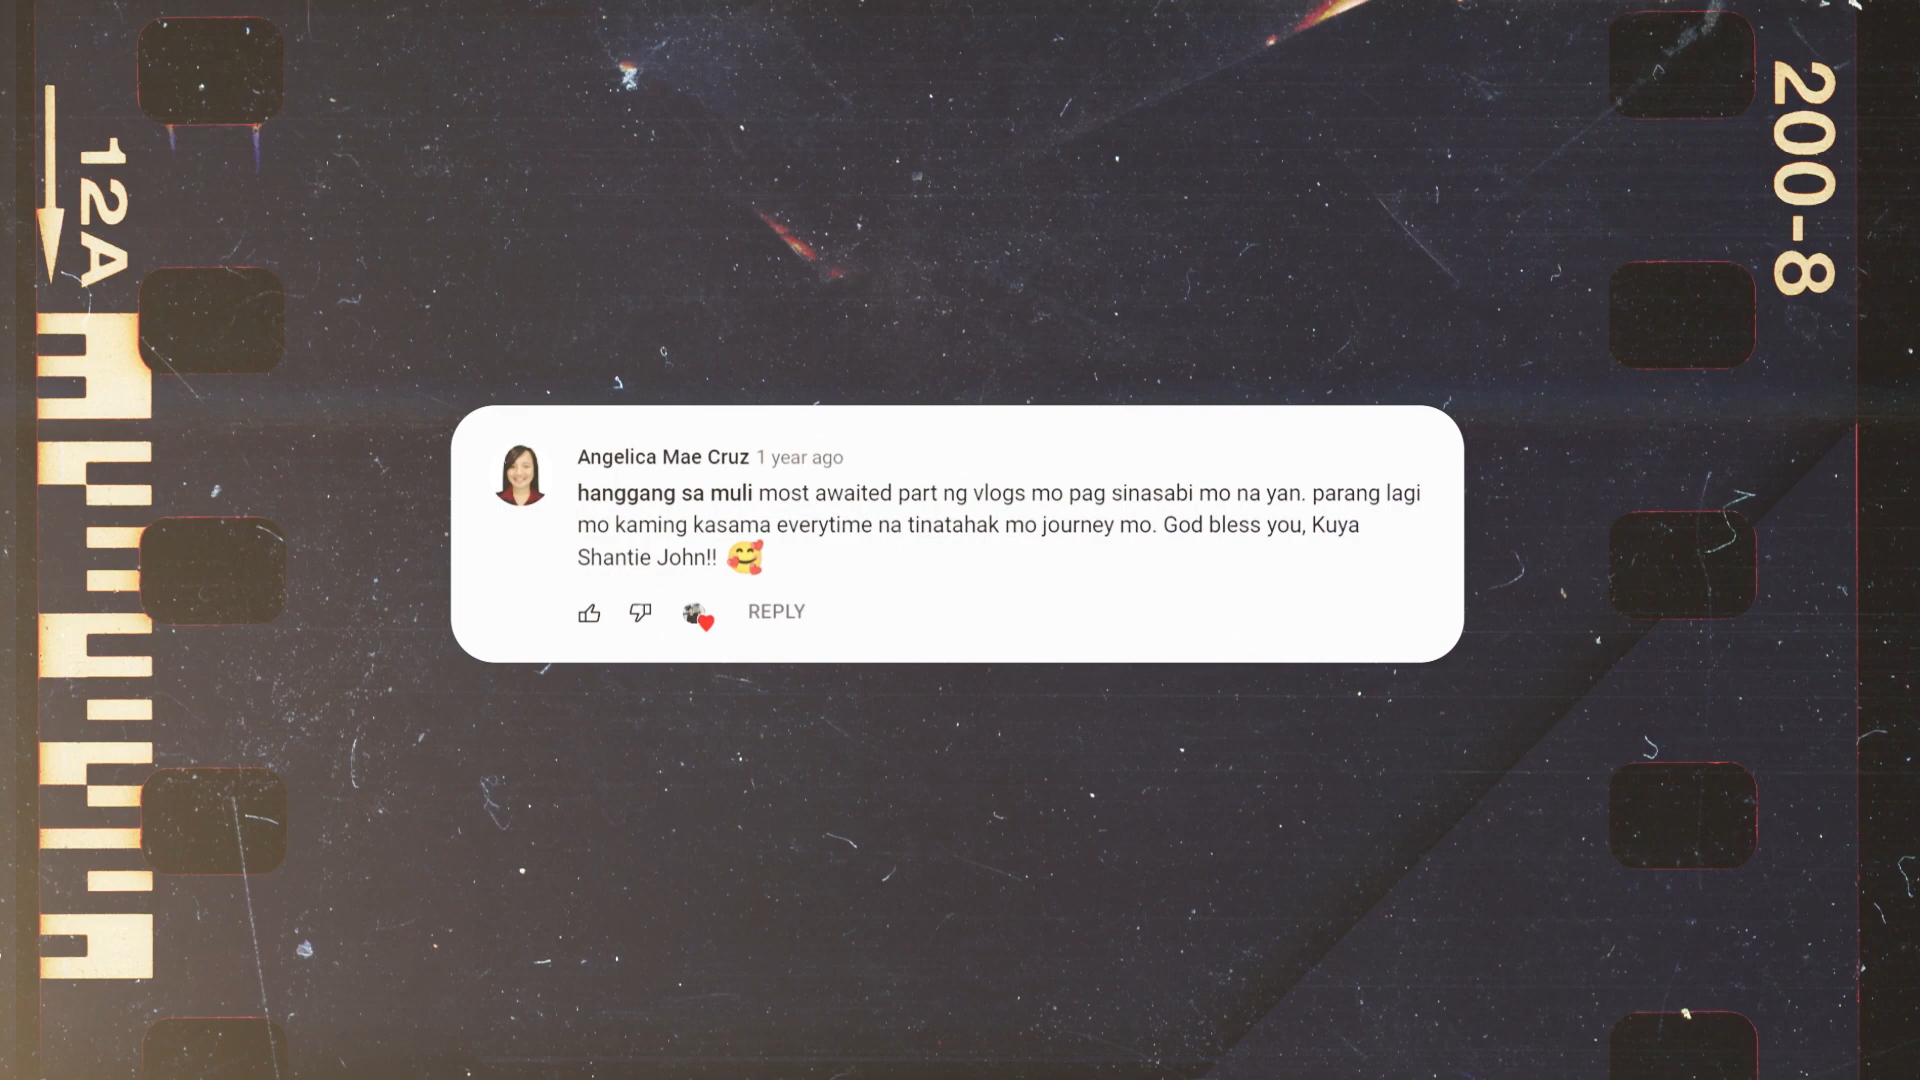 12A
200-8
Angelica Mae Cruz 1 year ago
hanggang sa muli most awaited part ng vlogs mo pag sinasabi mo na yan. parang lagi
mo kaming kasama everytime na tinatahak mo journey mo. God bless you, Kuya
Shantie John!! 🥰
REPLY